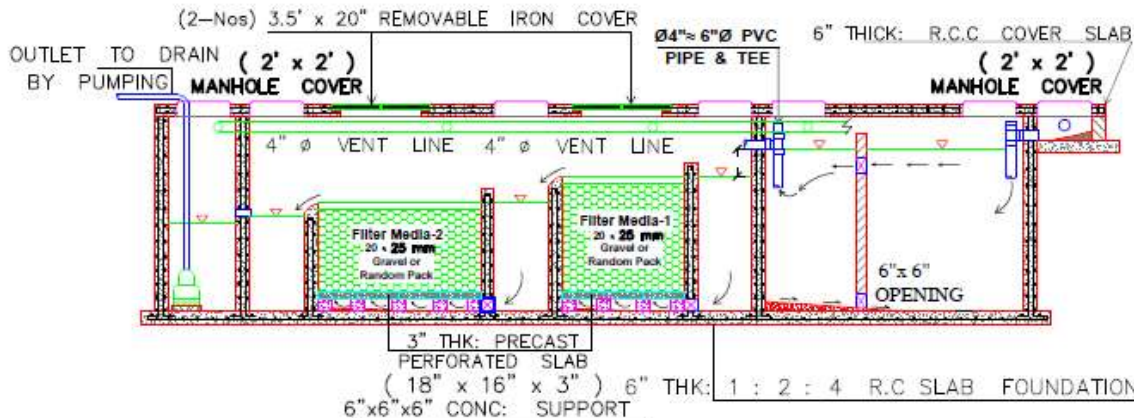 (2–Nos) 3.5' x 20" REMOVABLE IRON COVER
OUTLET TO DRAIN
BY PUMPING
( 2' x 2' )
MANHOLE COVER
Ø4"≈ 6"Ø PVC
PIPE & TEE
6" THICK: R.C.C COVER SLAB
( 2' x 2' )
MANHOLE COVER
4" ø VENT LINE
4" ø VENT LINE
Filter Media-2
20 - 25 mm
Gravel or
Random Pack
Filter Media-1
20 - 25 mm
Gravel or
Random Pack
6"x 6"
OPENING
3" THK: PRECAST
PERFORATED SLAB
( 18" x 16" x 3" )
6"x6"x6" CONC: SUPPORT
6" THK: 1 : 2 : 4 R.C SLAB FOUNDATION